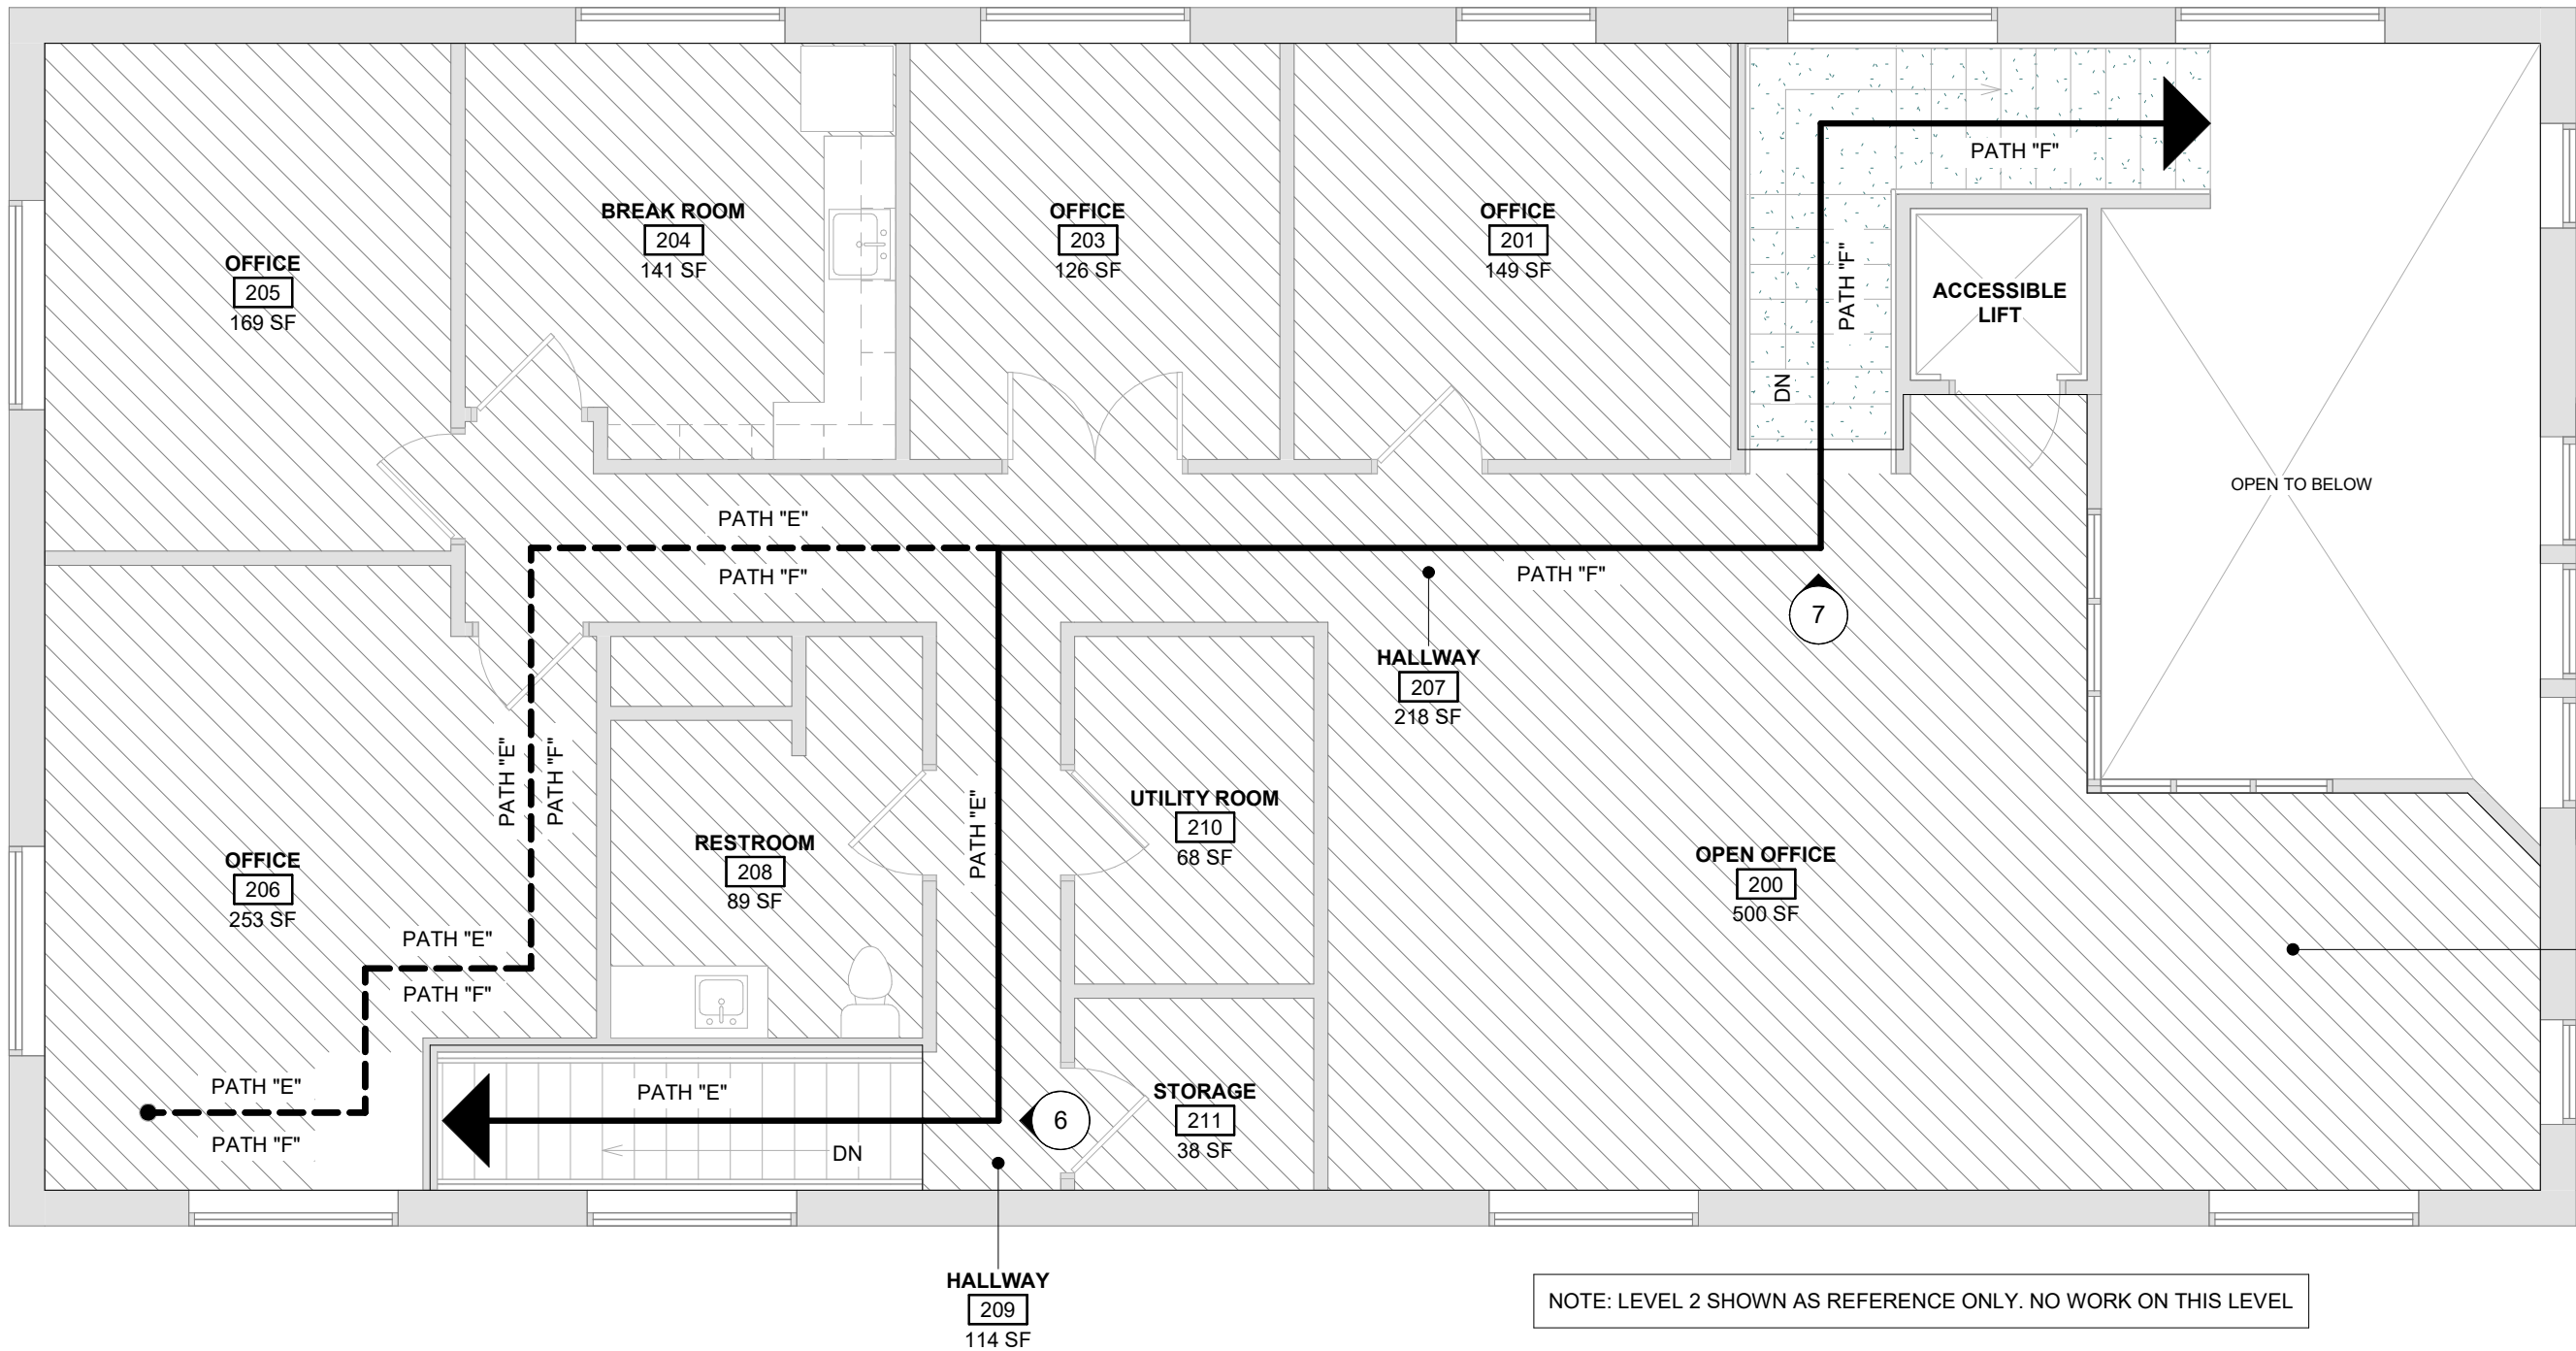 PATH "F"
BREAK ROOM
204
141 SF
OFFICE
203
126 SF
OFFICE
201
149 SF
OFFICE
205
169 SF
PATH "F"
ACCESSIBLE
LIFT
DN
OPEN TO BELOW
PATH "E"
PATH "F"
PATH "F"
7
HALLWAY
207
218 SF
PATH "E"
PATH "F"
PATH "E"
UTILITY ROOM
210
68 SF
RESTROOM
208
89 SF
OPEN OFFICE
200
500 SF
OFFICE
206
253 SF
PATH "E"
PATH "F"
PATH "E"
PATH "F"
PATH "E"
DN
6
STORAGE
211
38 SF
HALLWAY
209
114 SF
NOTE: LEVEL 2 SHOWN AS REFERENCE ONLY. NO WORK ON THIS LEVEL